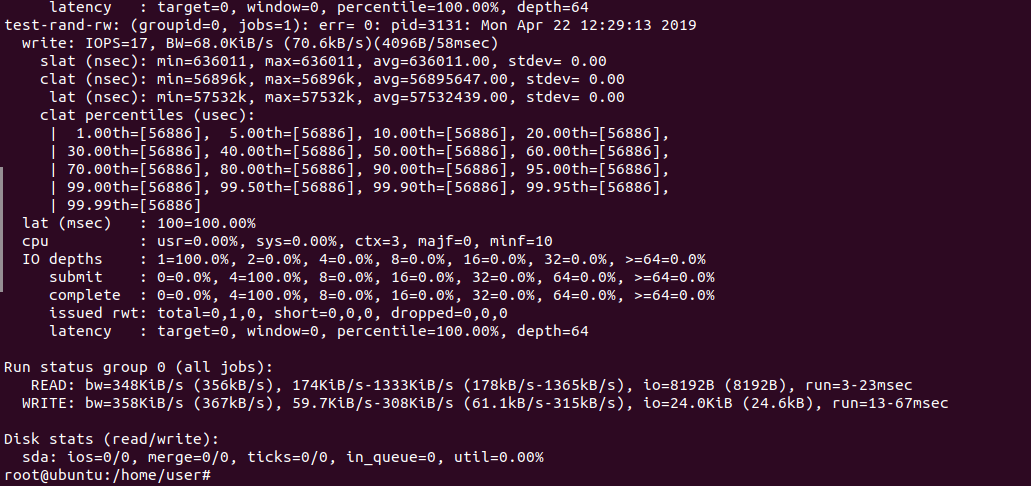 latency   : target=0, window=0, percentile=100.00%, depth=64
test-rand-rw: (groupid=0, jobs=1): err= 0: pid=3131: Mon Apr 22 12:29:13 2019
  write: IOPS=17, BW=68.0KiB/s (70.6kB/s)(4096B/58msec)
    slat (nsec): min=636011, max=636011, avg=636011.00, stdev= 0.00
    clat (nsec): min=56896k, max=56896k, avg=56895647.00, stdev= 0.00
     lat (nsec): min=57532k, max=57532k, avg=57532439.00, stdev= 0.00
    clat percentiles (usec):
     |  1.00th=[56886],  5.00th=[56886], 10.00th=[56886], 20.00th=[56886],
     | 30.00th=[56886], 40.00th=[56886], 50.00th=[56886], 60.00th=[56886],
     | 70.00th=[56886], 80.00th=[56886], 90.00th=[56886], 95.00th=[56886],
     | 99.00th=[56886], 99.50th=[56886], 99.90th=[56886], 99.95th=[56886],
     | 99.99th=[56886]
  lat (msec)   : 100=100.00%
  cpu          : usr=0.00%, sys=0.00%, ctx=3, majf=0, minf=10
  IO depths    : 1=100.0%, 2=0.0%, 4=0.0%, 8=0.0%, 16=0.0%, 32=0.0%, >=64=0.0%
     submit    : 0=0.0%, 4=100.0%, 8=0.0%, 16=0.0%, 32=0.0%, 64=0.0%, >=64=0.0%
     complete  : 0=0.0%, 4=100.0%, 8=0.0%, 16=0.0%, 32=0.0%, 64=0.0%, >=64=0.0%
     issued rwt: total=0,1,0, short=0,0,0, dropped=0,0,0
     latency   : target=0, window=0, percentile=100.00%, depth=64

Run status group 0 (all jobs):
   READ: bw=348KiB/s (356kB/s), 174KiB/s-1333KiB/s (178kB/s-1365kB/s), io=8192B (8192B), run=3-23msec
  WRITE: bw=358KiB/s (367kB/s), 59.7KiB/s-308KiB/s (61.1kB/s-315kB/s), io=24.0KiB (24.6kB), run=13-67msec

Disk stats (read/write):
  sda: ios=0/0, merge=0/0, ticks=0/0, in_queue=0, util=0.00%
root@ubuntu:/home/user#